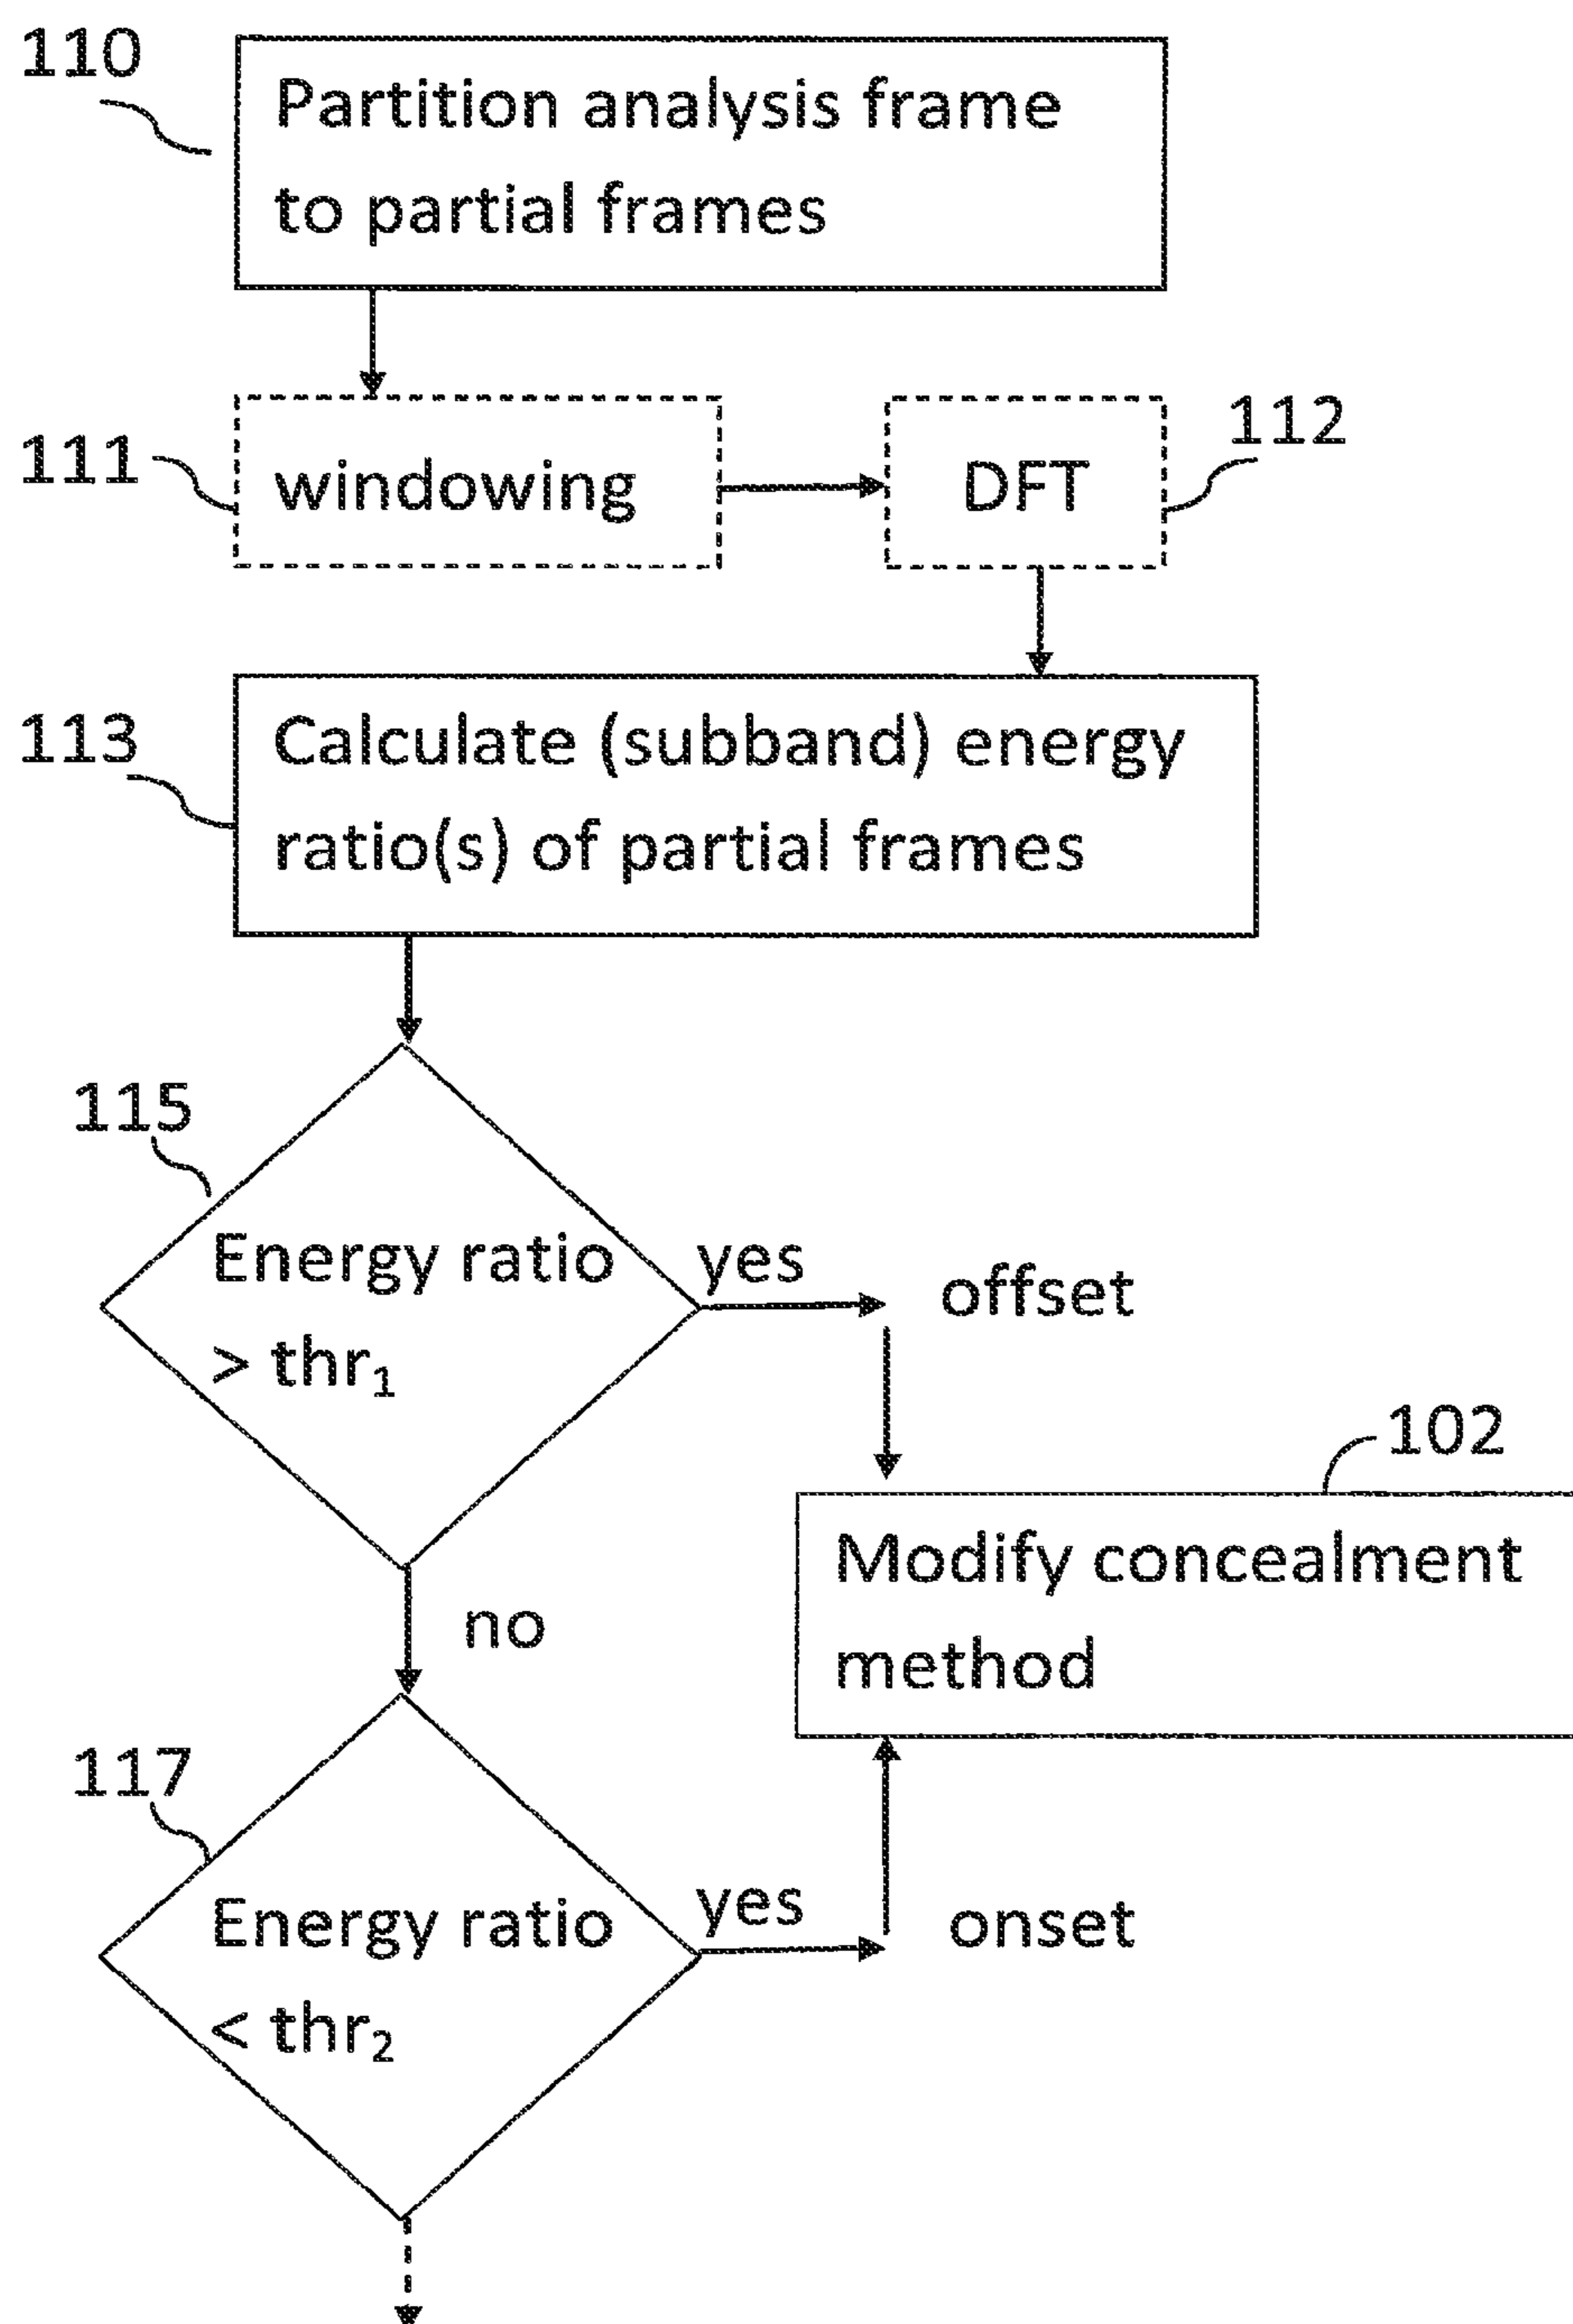 110
Partition analysis frame
to partial frames
111
windowing
DFT
112
113
Calculate (subband) energy
ratio(s) of partial frames
115
Energy ratio
> thr₁
yes
offset
102
Modify concealment
method
no
117
Energy ratio
< thr₂
yes
onset